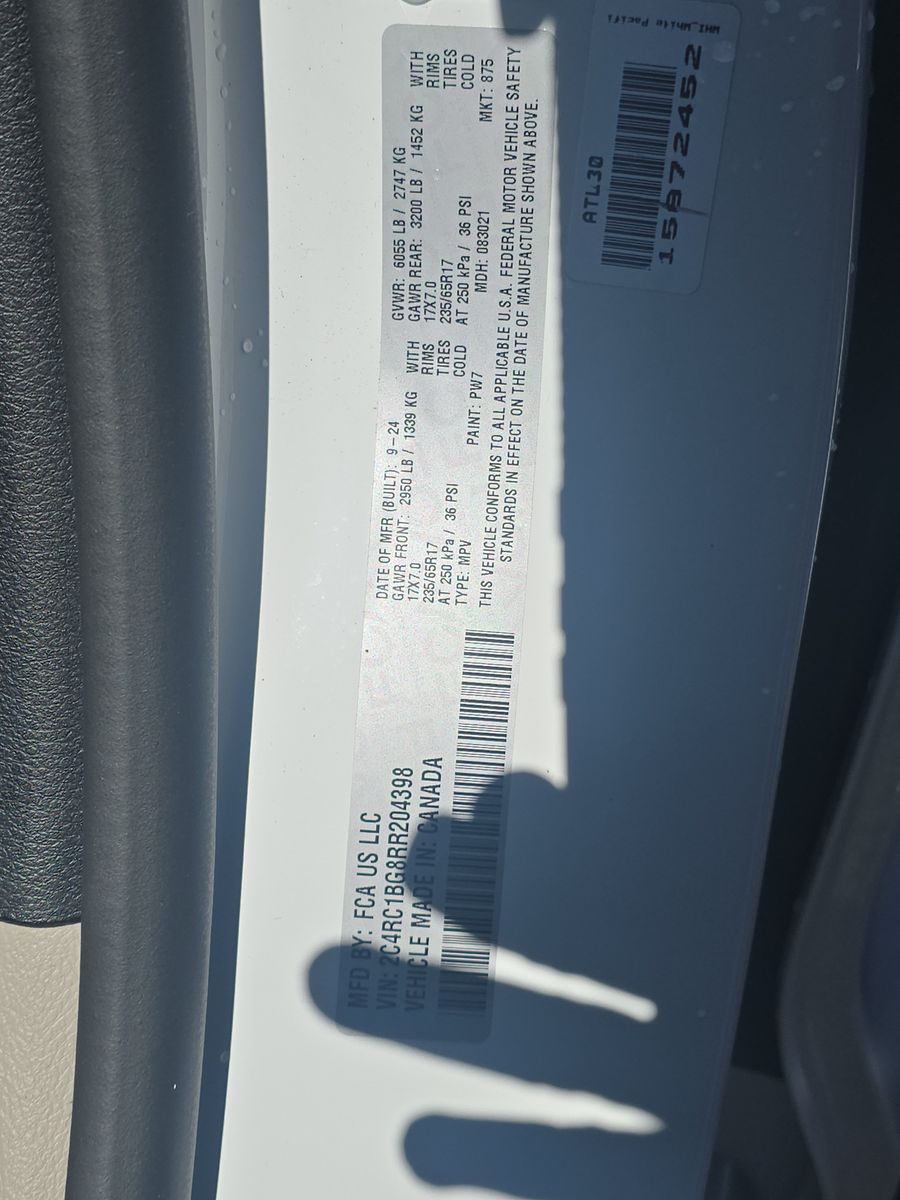 MFD BY: FCA US LLC
VIN: 2C4RC1BG8RR204398
VEHICLE MADE IN: CANADA
DATE OF MFR (BUILT): 9-24 GVWR: 6055 LB / 2747 KG
GAWR FRONT: 2950 LB / 1339 KG WITH GAWR REAR: 3200 LB / 1452 KG WITH
17X7.0 RIMS 17X7.0 RIMS
235/65R17 TIRES 235/65R17 TIRES
AT 250 kPa / 36 PSI COLD AT 250 kPa / 36 PSI COLD
TYPE: MPV PAINT: PW7 MDH: 083021 MKT: 875
THIS VEHICLE CONFORMS TO ALL APPLICABLE U.S.A. FEDERAL MOTOR VEHICLE SAFETY
STANDARDS IN EFFECT ON THE DATE OF MANUFACTURE SHOWN ABOVE.
ATL30
15872452
WHI_White Pacifi